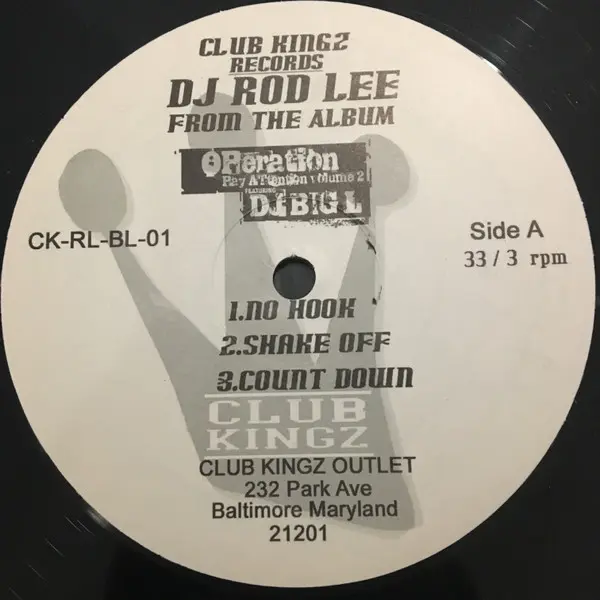 CLUB KINGZ
RECORDS
DJ ROD LEE
FROM THE ALBUM
OPeration
Pay ATTention volume 2
FEATURING
DJ BIG L
CK-RL-BL-01
Side A
33 / 3 rpm
1.NO HOOK
2.SHAKE OFF
3.COUNT DOWN
CLUB
KINGZ
CLUB KINGZ OUTLET
232 Park Ave
Baltimore Maryland
21201